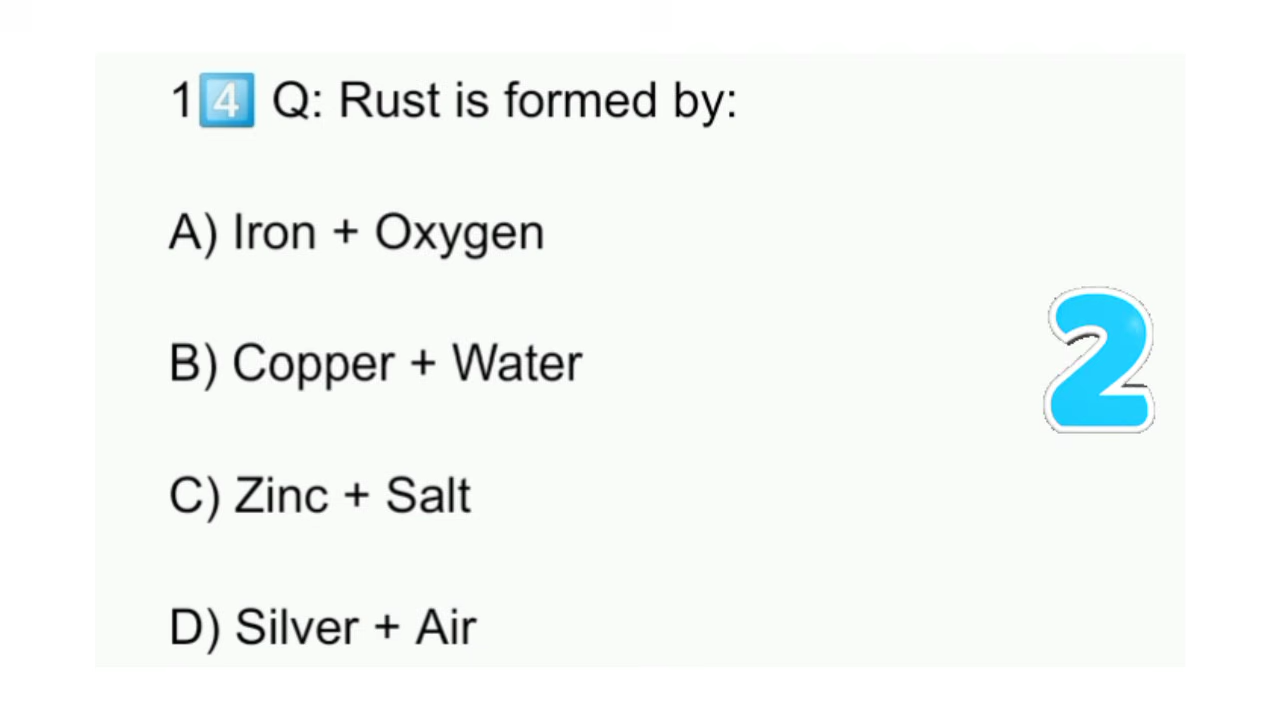 14️⃣ Q: Rust is formed by:
A) Iron + Oxygen
B) Copper + Water
2
C) Zinc + Salt
D) Silver + Air